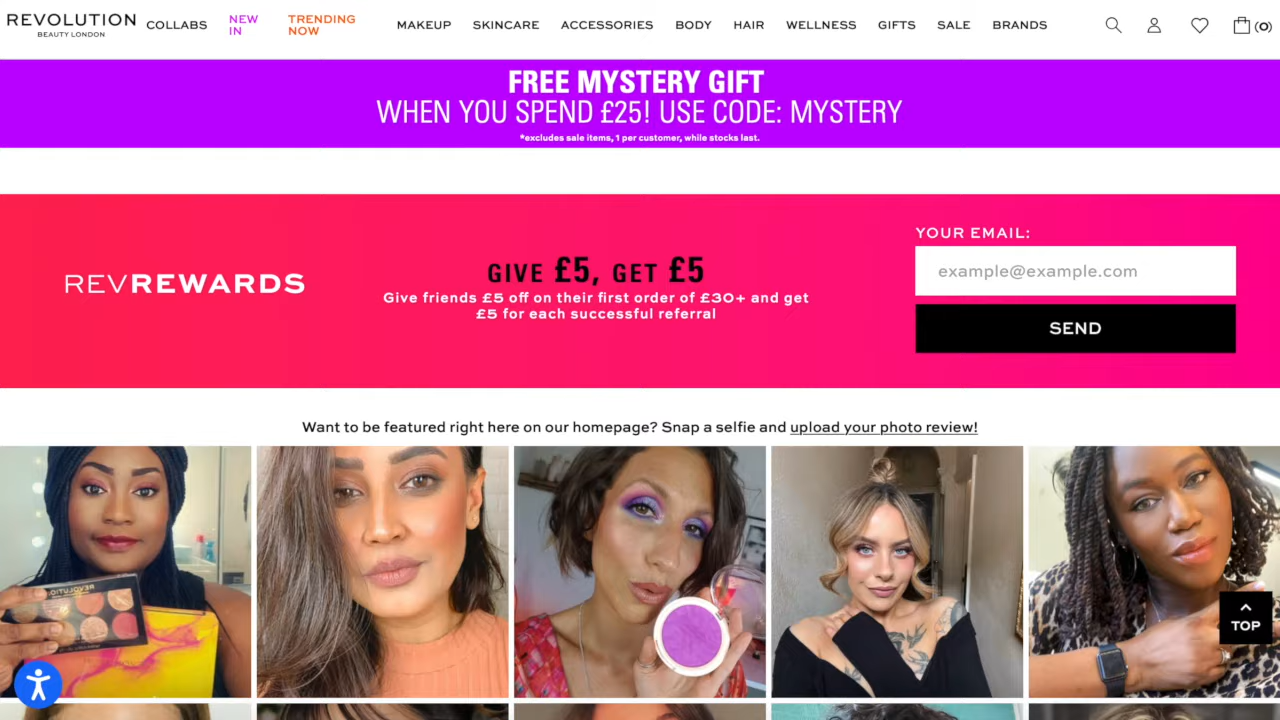 REVOLUTION
BEAUTY LONDON
COLLABS
NEW
IN
TRENDING
NOW
MAKEUP
SKINCARE
ACCESSORIES
BODY
HAIR
WELLNESS
GIFTS
SALE
BRANDS
(0)
FREE MYSTERY GIFT
WHEN YOU SPEND £25! USE CODE: MYSTERY
*excludes sale items, 1 per customer, while stocks last.
REVREWARDS
GIVE £5, GET £5
Give friends £5 off on their first order of £30+ and get
£5 for each successful referral
YOUR EMAIL:
example@example.com
SEND
Want to be featured right here on our homepage? Snap a selfie and upload your photo review!
TOP